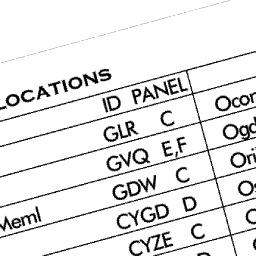 LOCATIONS
ID PANEL
GLR C Ocon
GVQ E,F Ogd
GDW C Ori
Meml CYGD D Os
CYZE C